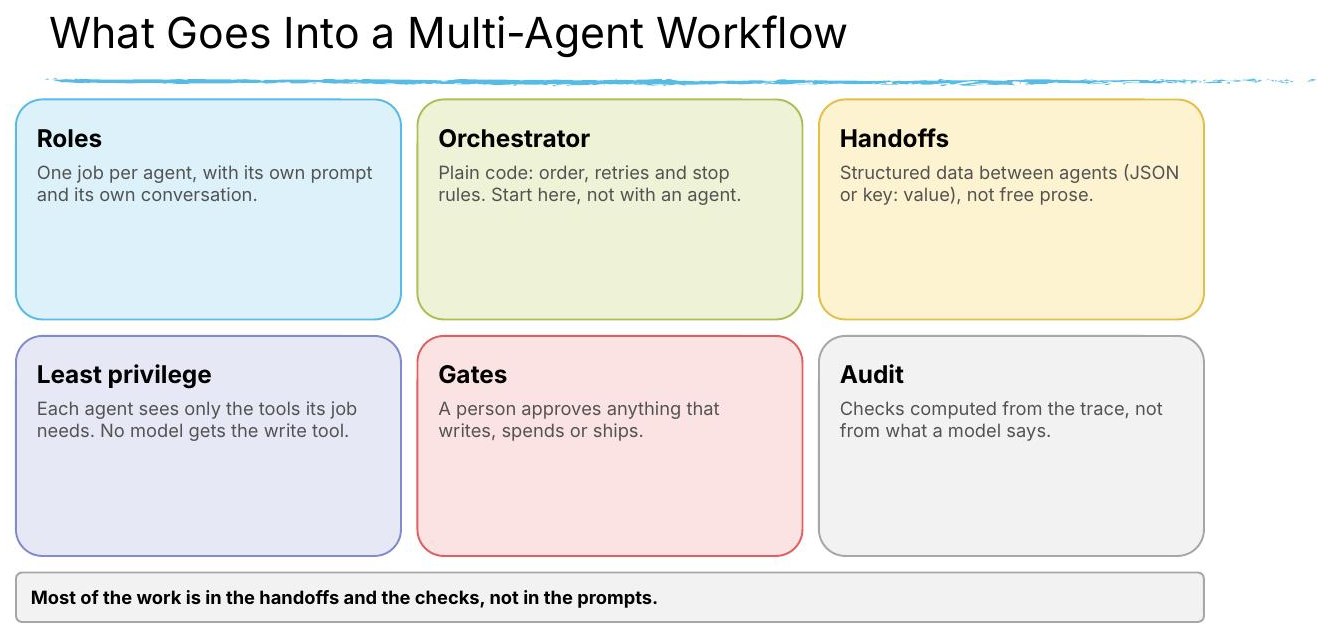 What Goes Into a Multi-Agent Workflow
Roles
One job per agent, with its own prompt
and its own conversation.
Orchestrator
Plain code: order, retries and stop
rules. Start here, not with an agent.
Handoffs
Structured data between agents (JSON
or key: value), not free prose.
Least privilege
Each agent sees only the tools its job
needs. No model gets the write tool.
Gates
A person approves anything that
writes, spends or ships.
Audit
Checks computed from the trace, not
from what a model says.
Most of the work is in the handoffs and the checks, not in the prompts.